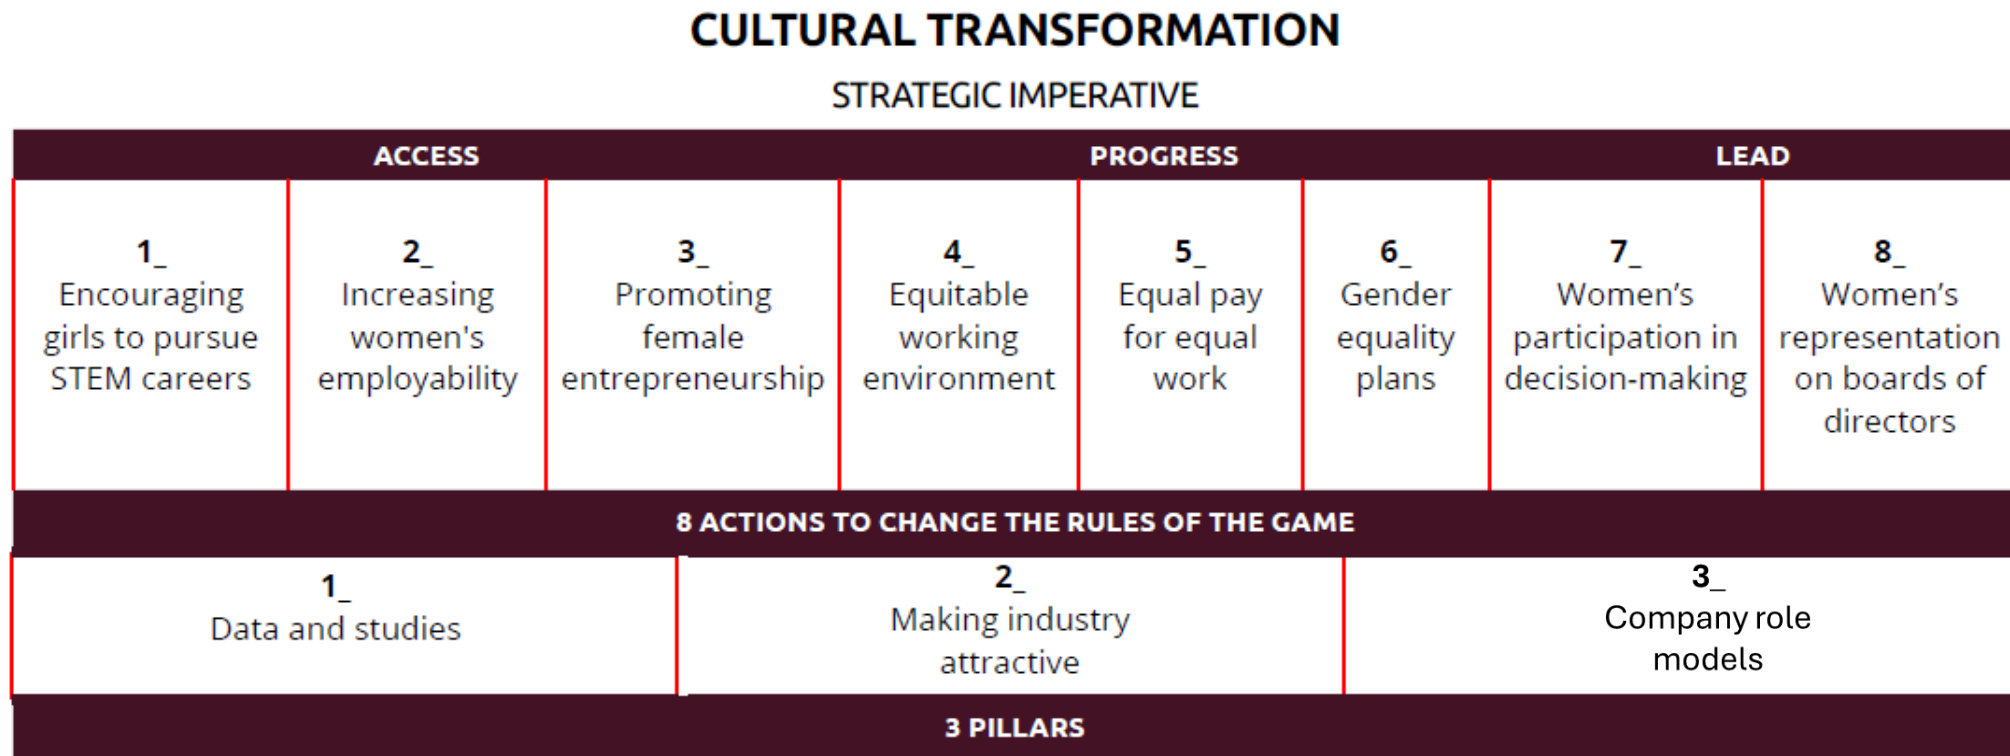 CULTURAL TRANSFORMATION
STRATEGIC IMPERATIVE
ACCESS
PROGRESS
LEAD
1_
Encouraging
girls to pursue
STEM careers
2_
Increasing
women's
employability
3_
Promoting
female
entrepreneurship
4_
Equitable
working
environment
5_
Equal pay
for equal
work
6_
Gender
equality
plans
7_
Women’s
participation in
decision-making
8_
Women’s
representation
on boards of
directors
8 ACTIONS TO CHANGE THE RULES OF THE GAME
1_
Data and studies
2_
Making industry
attractive
3_
Company role
models
3 PILLARS